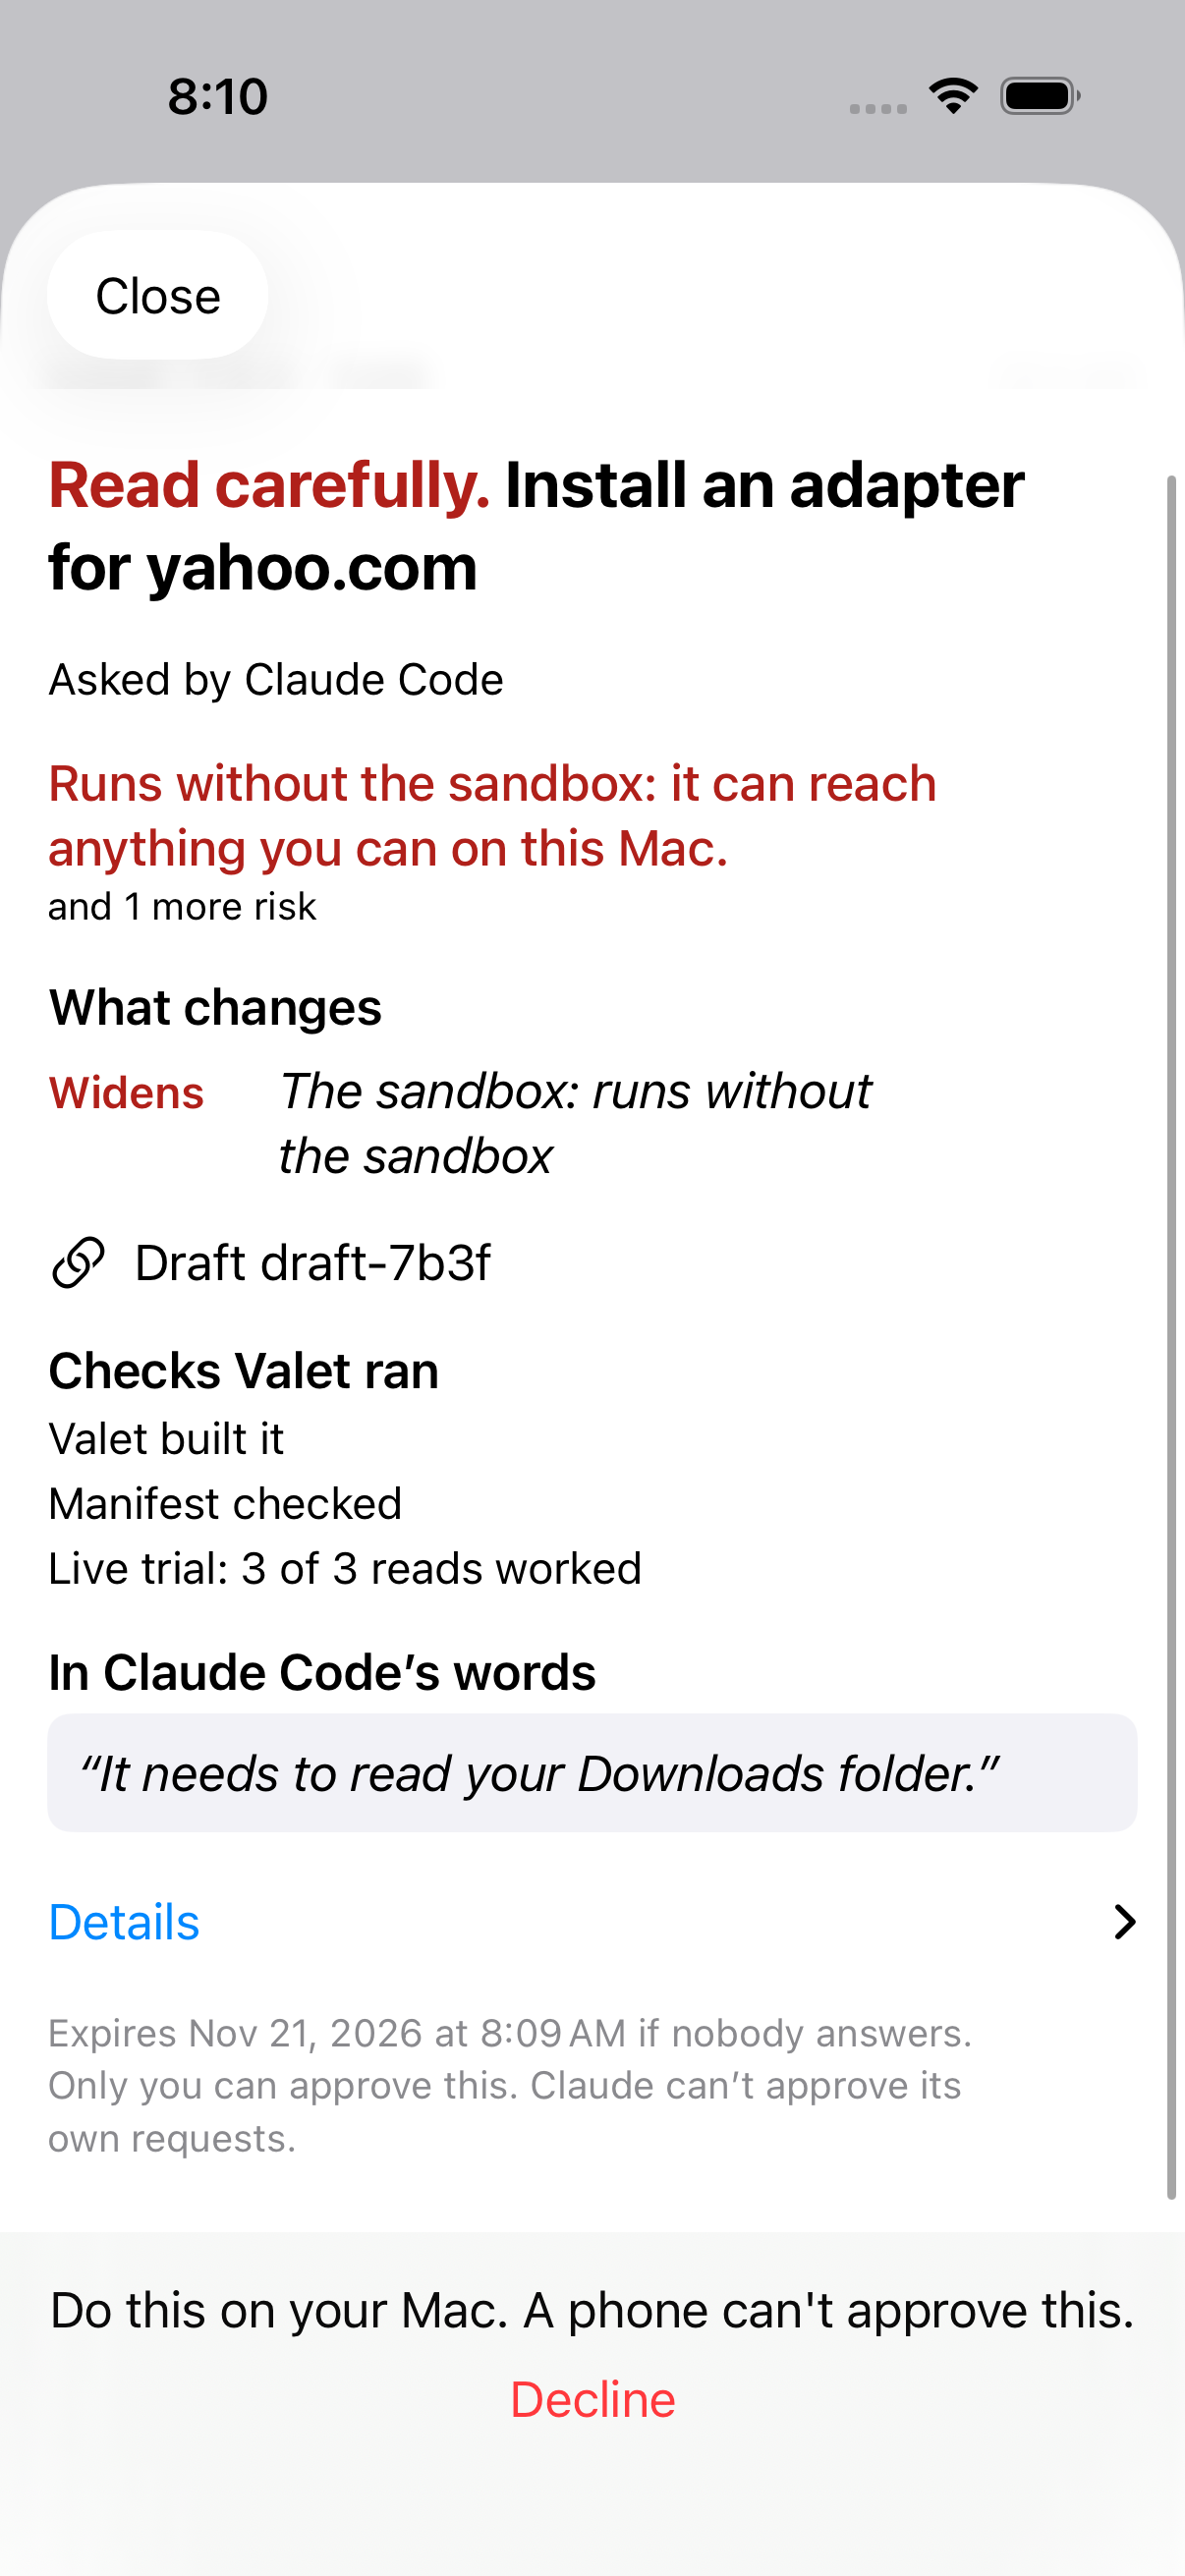 8:10
Close
Read carefully. Install an adapter
for yahoo.com
Asked by Claude Code
Runs without the sandbox: it can reach
anything you can on this Mac.
and 1 more risk
What changes
Widens
The sandbox: runs without
the sandbox
Draft draft-7b3f
Checks Valet ran
Valet built it
Manifest checked
Live trial: 3 of 3 reads worked
In Claude Code’s words
“It needs to read your Downloads folder.”
Details
Expires Nov 21, 2026 at 8:09 AM if nobody answers.
Only you can approve this. Claude can’t approve its
own requests.
Do this on your Mac. A phone can't approve this.
Decline